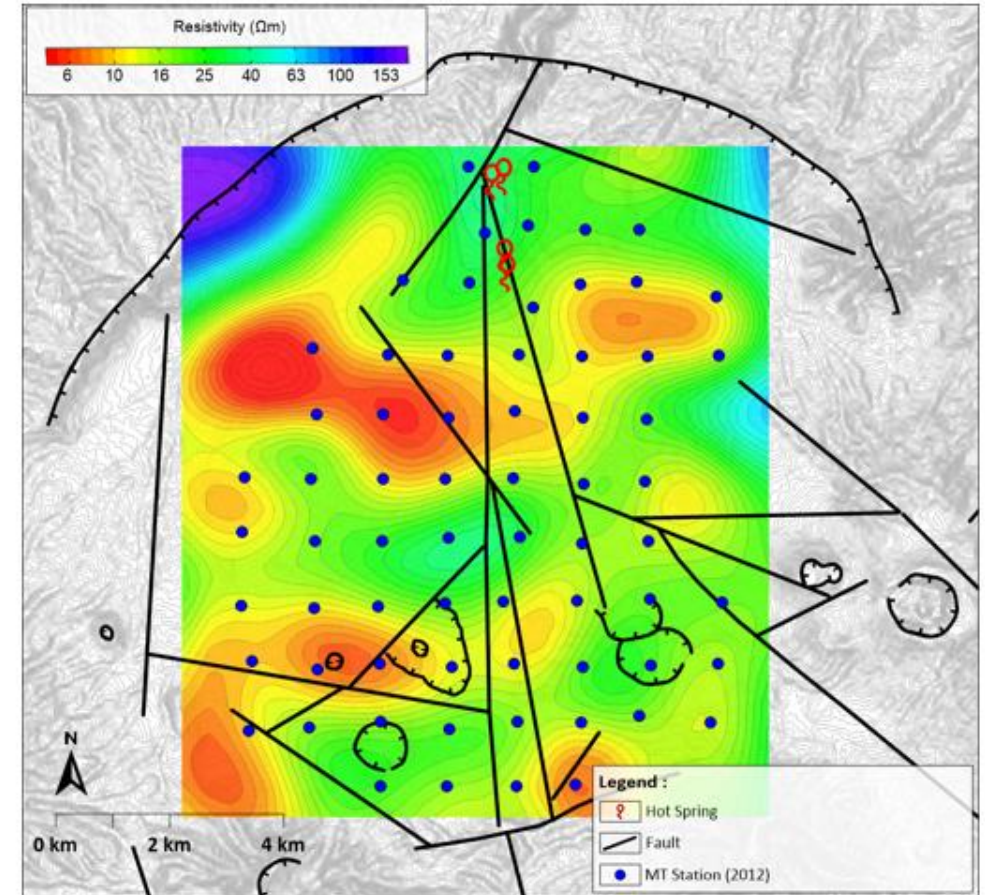 Resistivity (Ωm)
6 10 16 25 40 63 100 153
N
0 km 2 km 4 km
Legend :
Hot Spring
Fault
MT Station (2012)